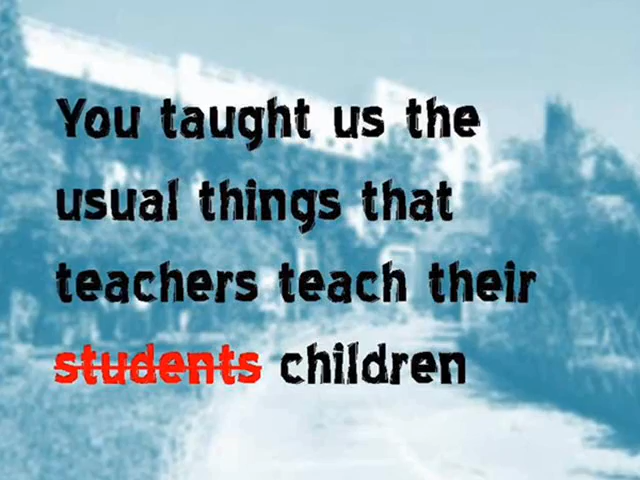 You taught us the
usual things that
teachers teach their
students children